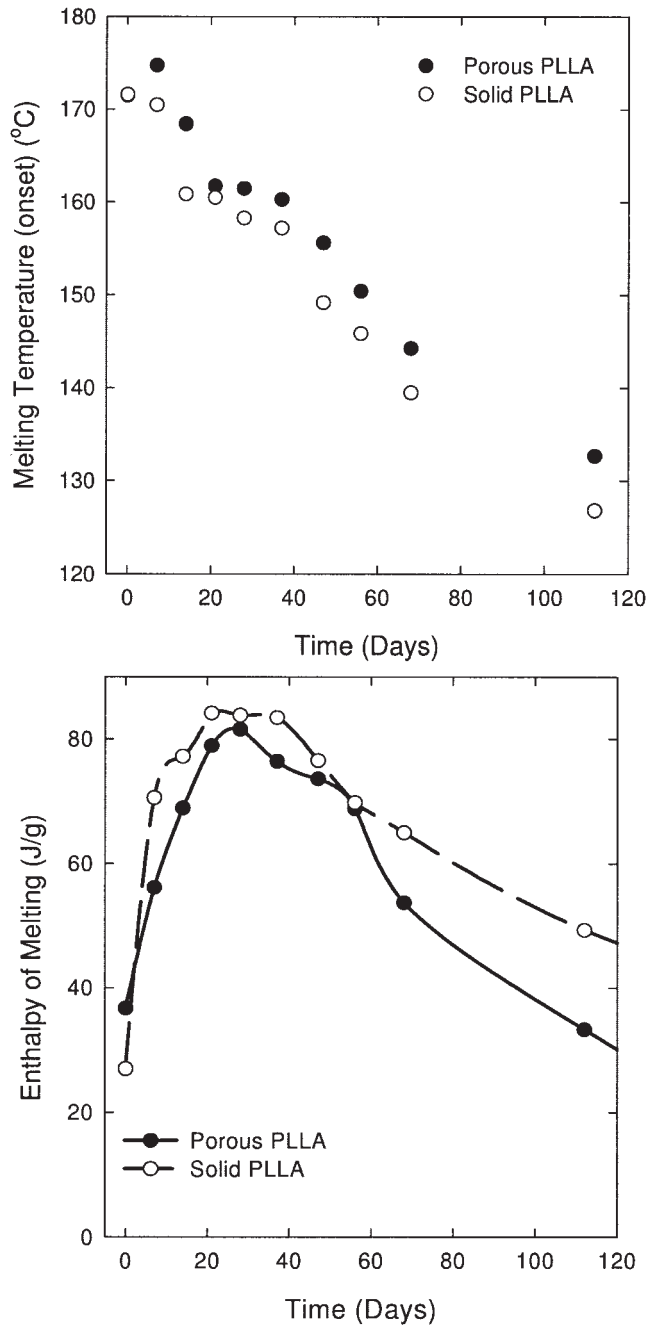 180
170
160
150
140
130
120
Melting Temperature (onset) (°C)
Porous PLLA
Solid PLLA
0 20 40 60 80 100 120
Time (Days)
80
60
40
20
0
Enthalpy of Melting (J/g)
Porous PLLA
Solid PLLA
0 20 40 60 80 100 120
Time (Days)